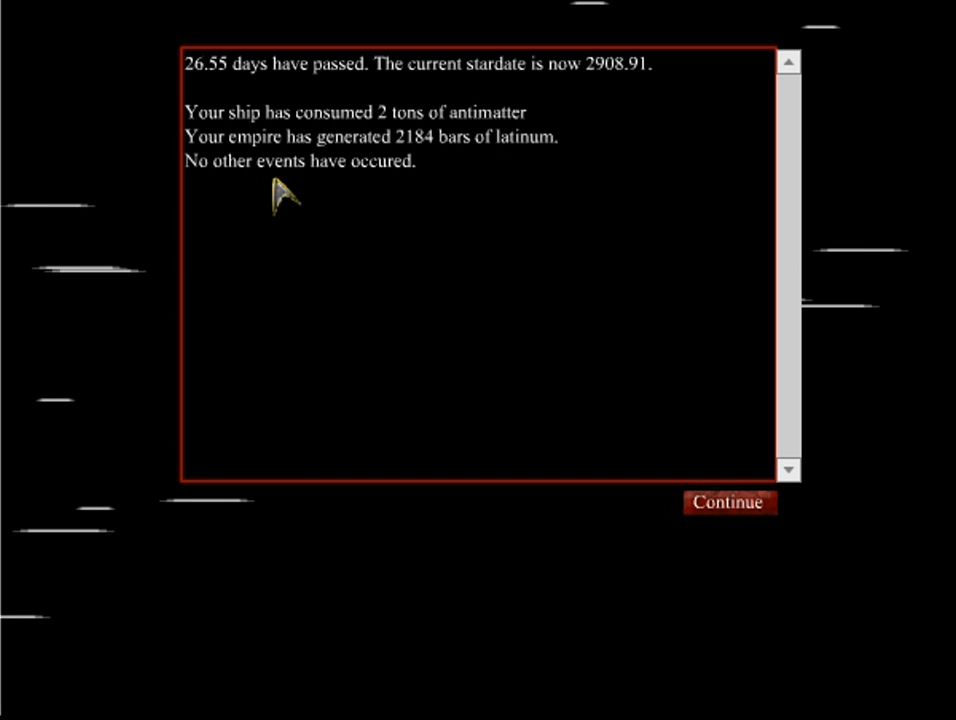 26.55 days have passed. The current stardate is now 2908.91.
Your ship has consumed 2 tons of antimatter
Your empire has generated 2184 bars of latinum.
No other events have occured.
Continue